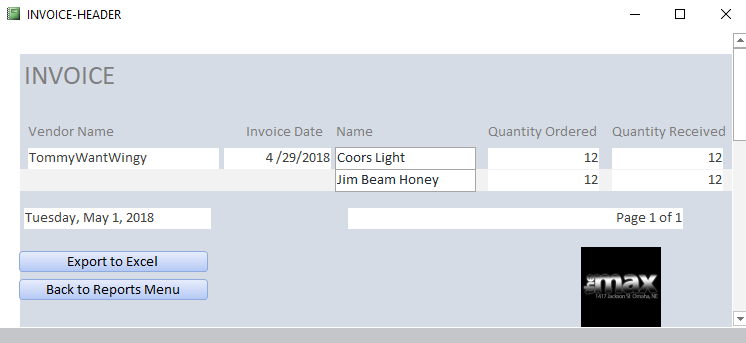 INVOICE-HEADER
INVOICE
Vendor Name Invoice Date Name Quantity Ordered Quantity Received
TommyWantWingy 4 /29/2018 Coors Light 12 12
Jim Beam Honey 12 12
Tuesday, May 1, 2018 Page 1 of 1
Export to Excel
Back to Reports Menu
THE max
1417 Jackson St Omaha, NE